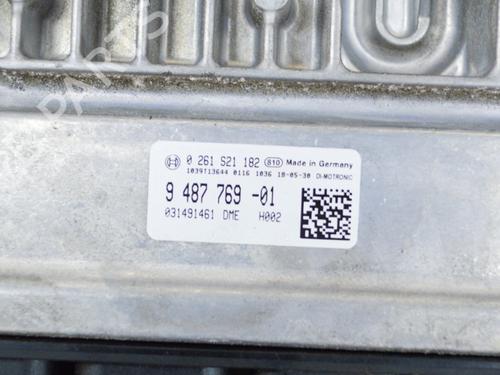 0 261 S21 182 810 Made in Germany
1039T13644 0116 1036 18-05-30 DI-MOTRONIC
9 487 769 -01
031491461 DME H002